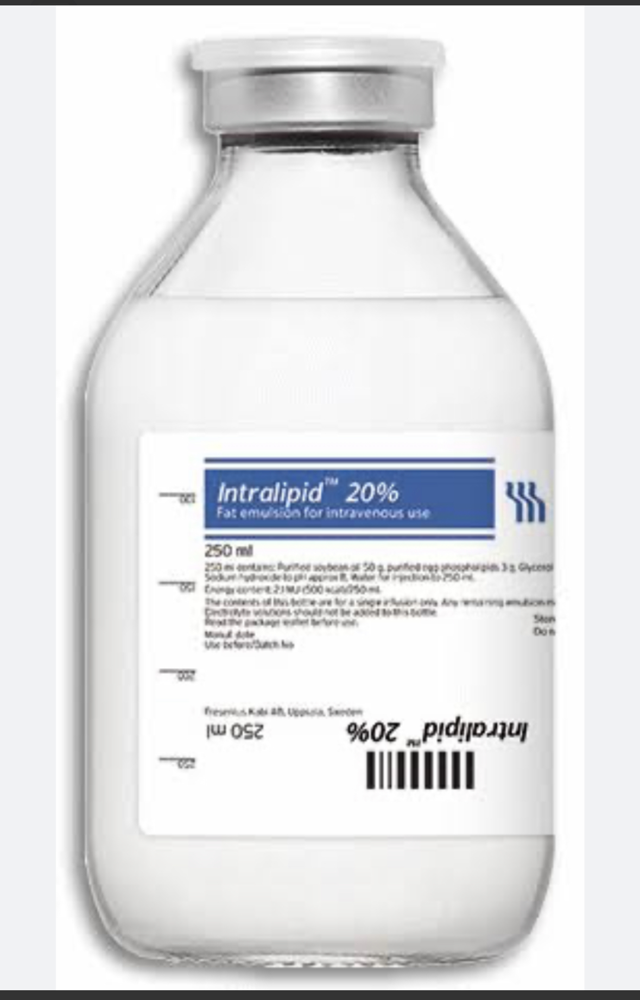 Intralipid™ 20%
Fat emulsion for intravenous use
100
250 ml
250 ml contains: Purified soybean oil 50 g, purified egg phospholipids 3 g, Glycerol
Sodium hydroxide to pH approx 8, Water for injection to 250 ml.
150
Energy content: 2.1 MJ (500 kcal)/250 ml.
The contents of this bottle are for a single infusion only. Any remaining emulsion m
Electrolyte solutions should not be added to this bottle.
Stor
Read the package leaflet before use.
Do n
Manuf. date
Use before/Batch No
200
Fresenius Kabi AB, Uppsala, Sweden
Intralipid™ 20%
250 ml
250